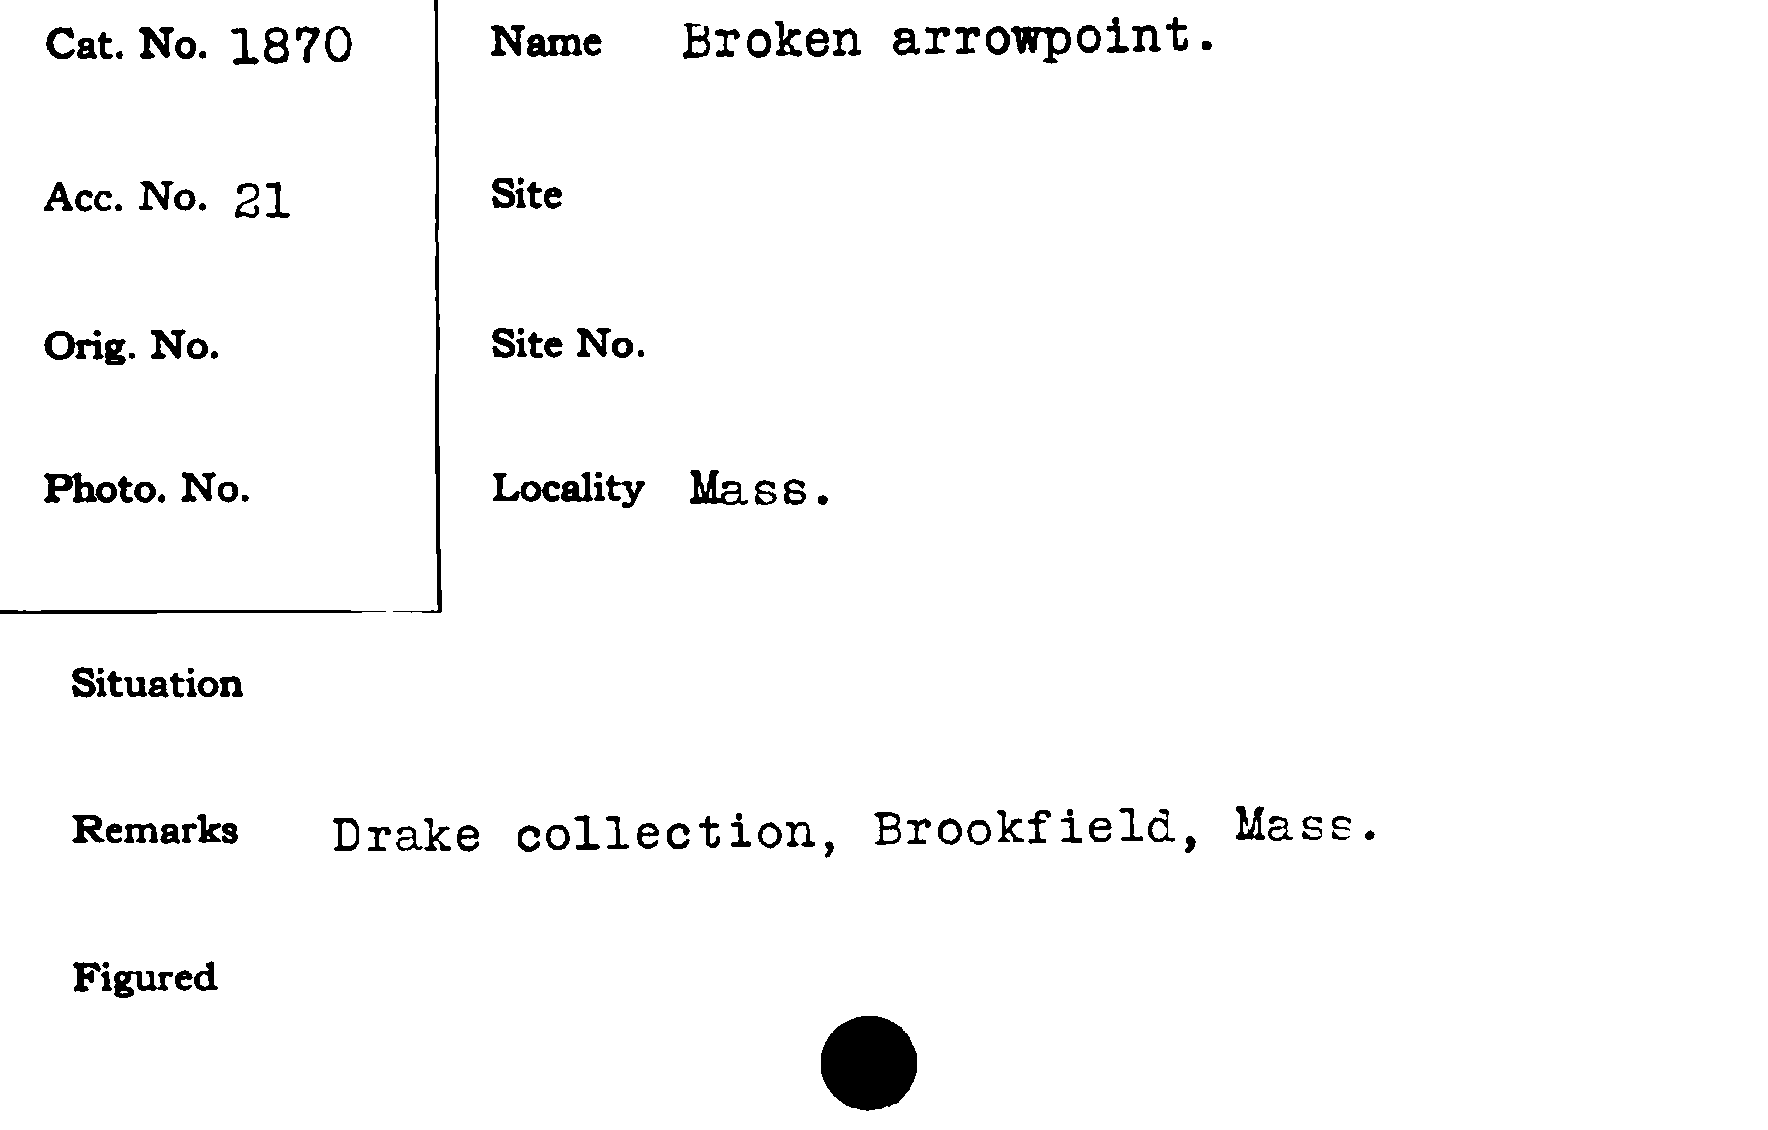 Cat. No. 1870
Name Broken arrowpoint.
Acc. No. 21
Site
Orig. No.
Site No.
Photo. No.
Locality Mass.
Situation
Remarks Drake collection, Brookfield, Mass.
Figured